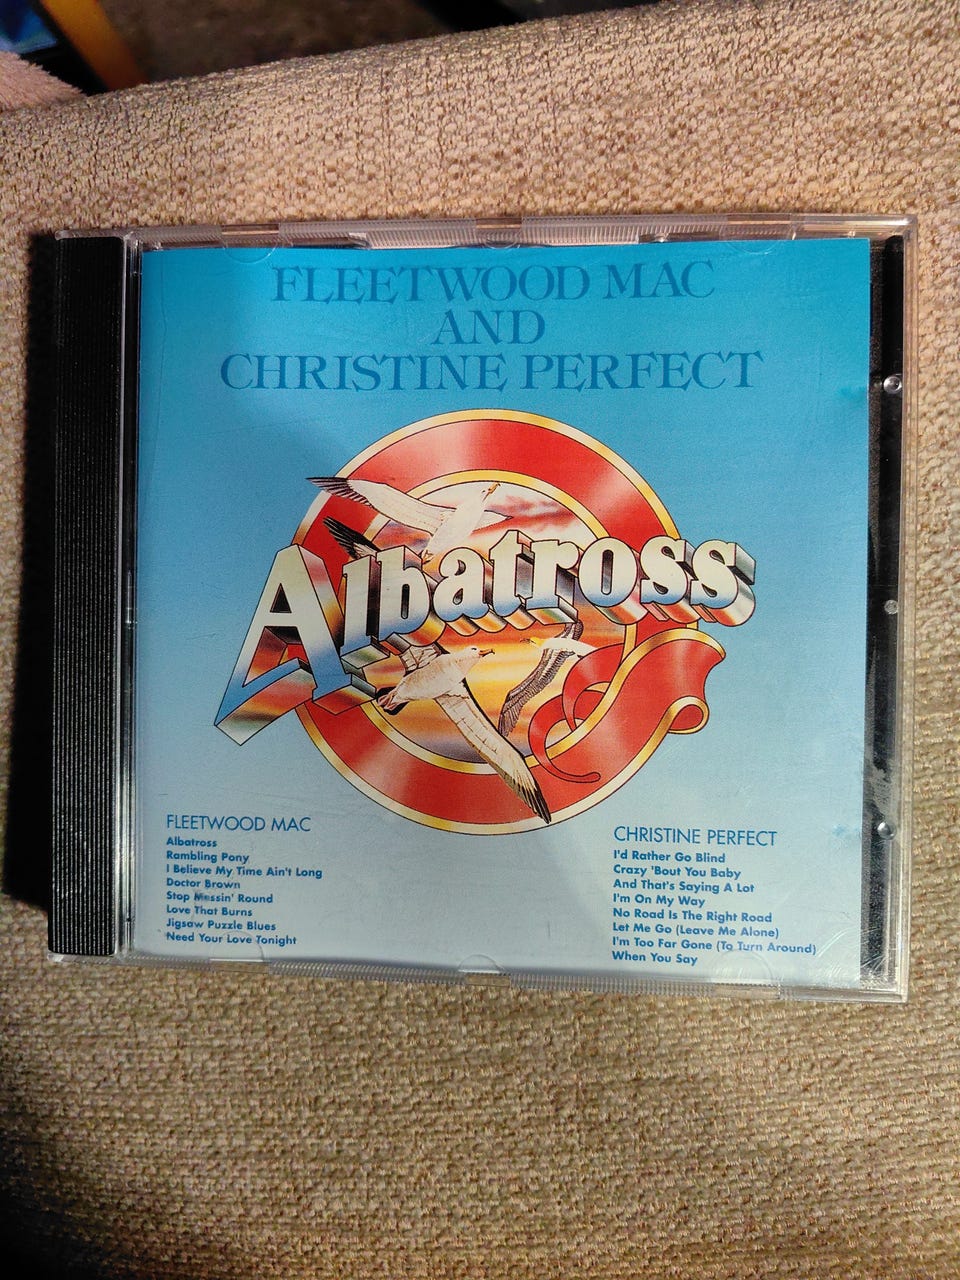 FLEETWOOD MAC
AND
CHRISTINE PERFECT
Albatross
FLEETWOOD MAC
Albatross
Rambling Pony
I Believe My Time Ain't Long
Doctor Brown
Stop Messin' Round
Love That Burns
Jigsaw Puzzle Blues
Need Your Love Tonight
CHRISTINE PERFECT
I'd Rather Go Blind
Crazy 'Bout You Baby
And That's Saying A Lot
I'm On My Way
No Road Is The Right Road
Let Me Go (Leave Me Alone)
I'm Too Far Gone (To Turn Around)
When You Say